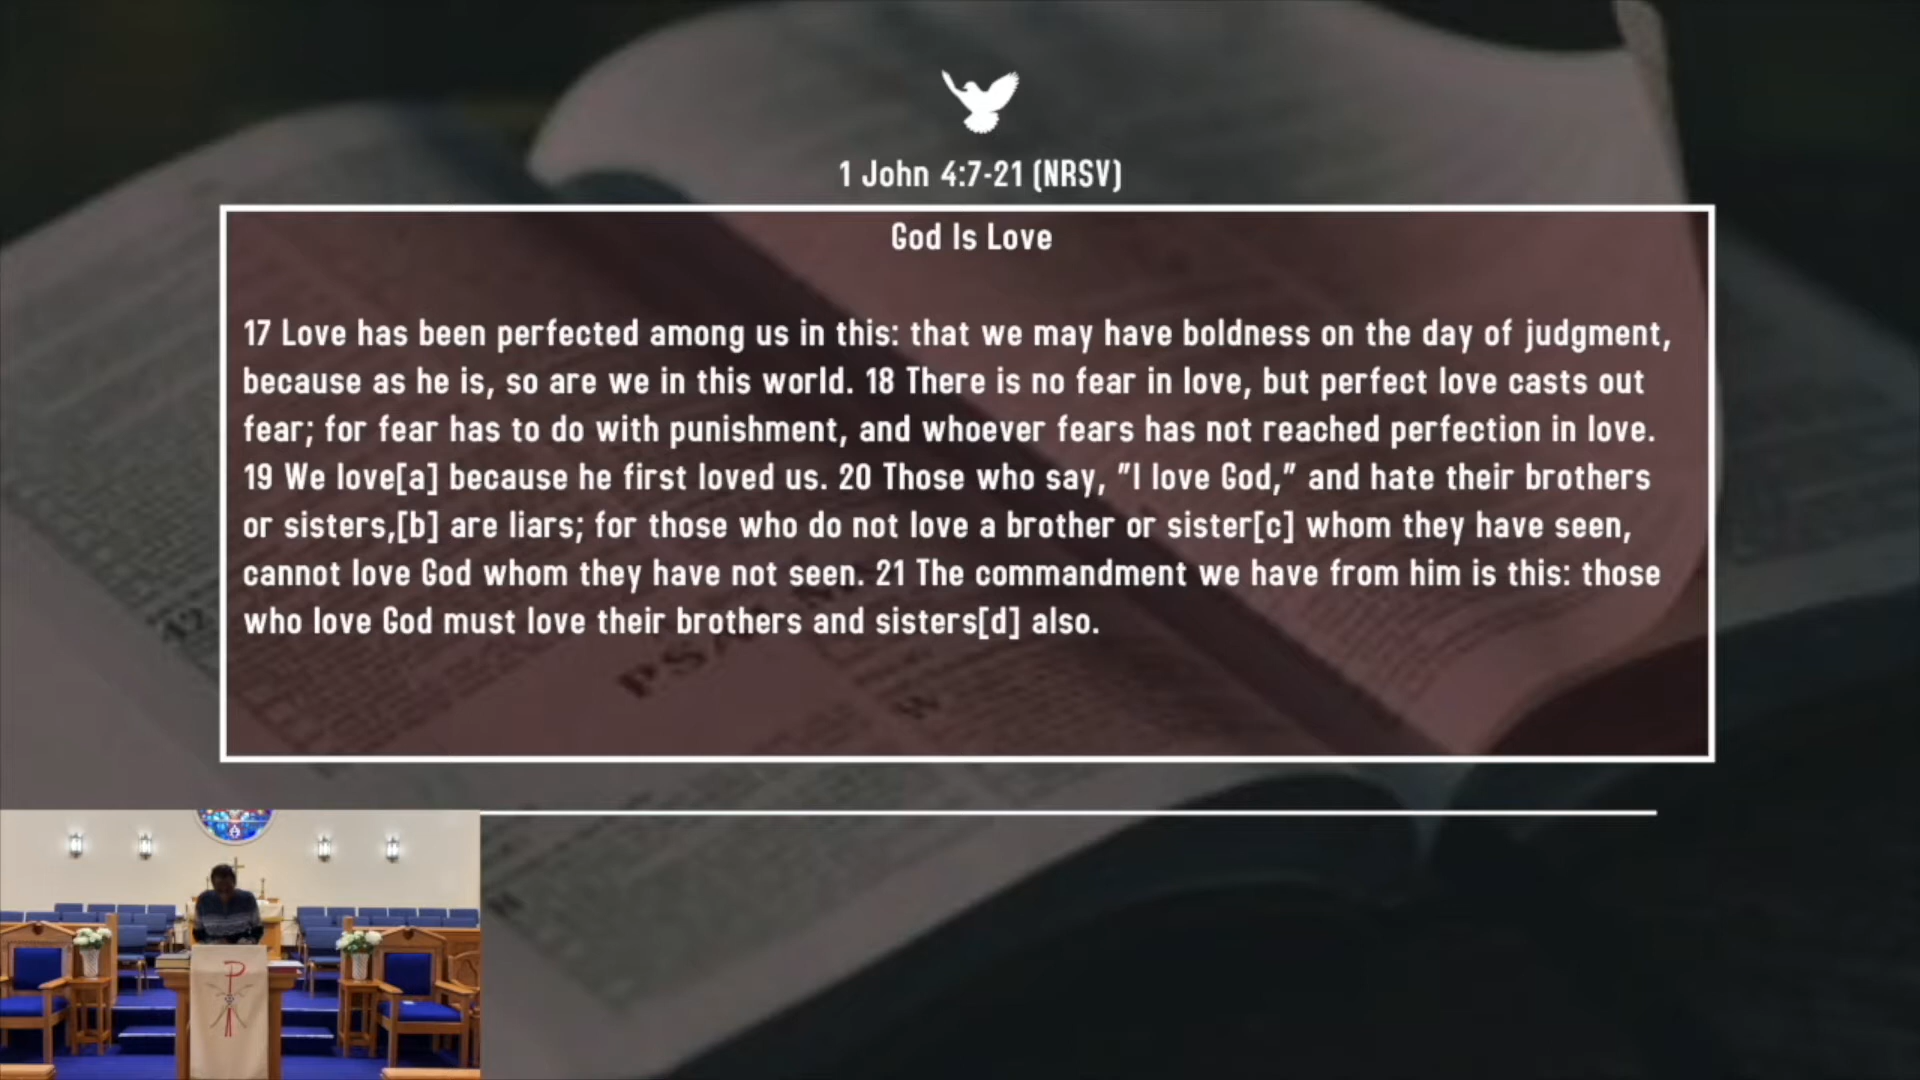 1 John 4:7-21 (NRSV)
God Is Love
17 Love has been perfected among us in this: that we may have boldness on the day of judgment,
because as he is, so are we in this world. 18 There is no fear in love, but perfect love casts out
fear; for fear has to do with punishment, and whoever fears has not reached perfection in love.
19 We love[a] because he first loved us. 20 Those who say, "I love God," and hate their brothers
or sisters,[b] are liars; for those who do not love a brother or sister[c] whom they have seen,
cannot love God whom they have not seen. 21 The commandment we have from him is this: those
who love God must love their brothers and sisters[d] also.